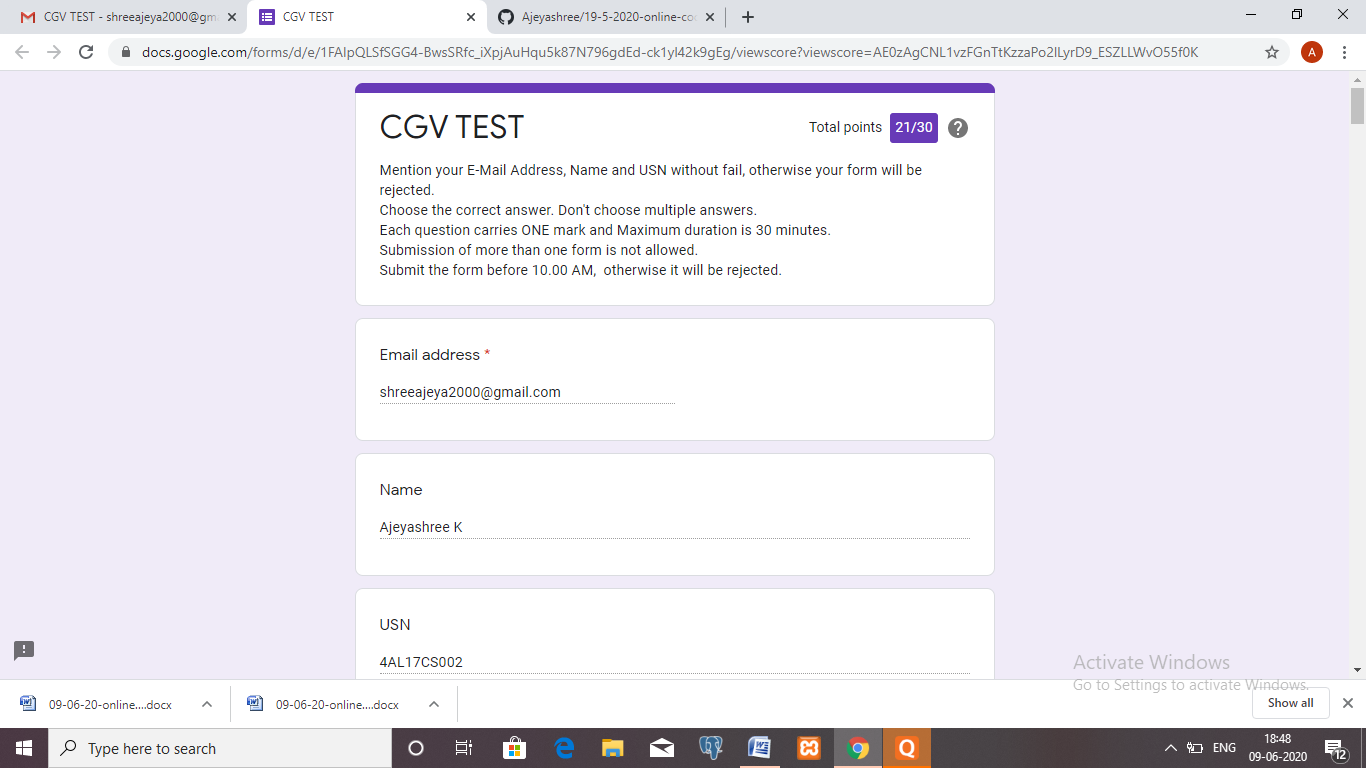 CGV TEST - shreeajeya2000@gm
CGV TEST
Ajeyashree/19-5-2020-online-co
docs.google.com/forms/d/e/1FAIpQLSfSGG4-BwsSRfc_iXpjAuHqu5k87N796gdEd-ck1yl42k9gEg/viewscore?viewscore=AE0zAgCNL1vzFGnTtKzzaPo2ILyrD9_ESZLLWvO55f0K
A
CGV TEST
Total points 21/30 ?
Mention your E-Mail Address, Name and USN without fail, otherwise your form will be
rejected.
Choose the correct answer. Don't choose multiple answers.
Each question carries ONE mark and Maximum duration is 30 minutes.
Submission of more than one form is not allowed.
Submit the form before 10.00 AM,  otherwise it will be rejected.
Email address *
shreeajeya2000@gmail.com
Name
Ajeyashree K
USN
4AL17CS002
Activate Windows
Go to Settings to activate Windows.
09-06-20-online....docx
09-06-20-online....docx
Show all
Type here to search
ENG
18:48
09-06-2020
12